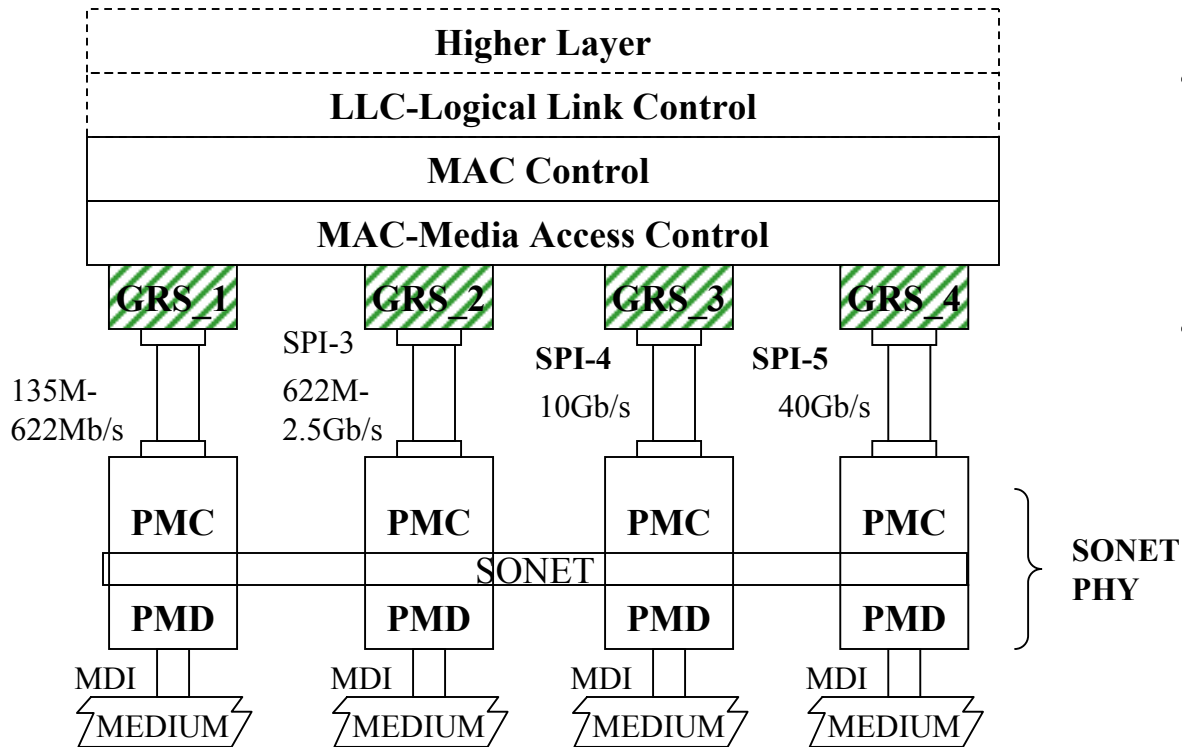 Higher Layer
LLC-Logical Link Control
MAC Control
MAC-Media Access Control
GRS_1
GRS_2
GRS_3
GRS_4
135M-
622Mb/s
SPI-3
622M-
2.5Gb/s
SPI-4
10Gb/s
SPI-5
40Gb/s
PMC
PMC
PMC
PMC
SONET
PMD
PMD
PMD
PMD
SONET
PHY
MDI
MDI
MDI
MDI
MEDIUM
MEDIUM
MEDIUM
MEDIUM